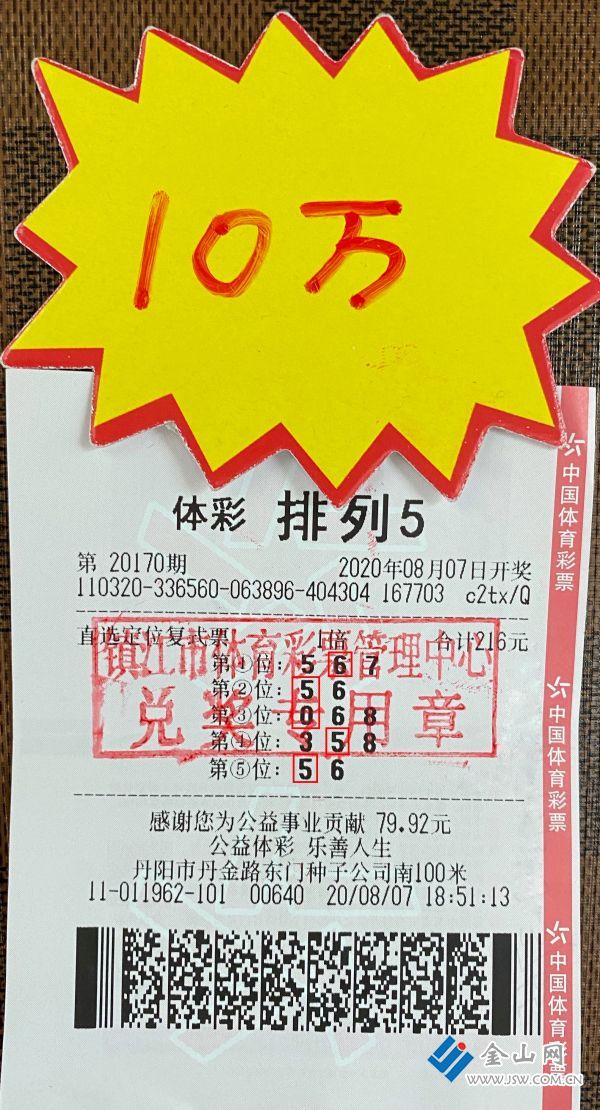 10万
体彩 排列5
第 20170期 2020年08月07日开奖
110320-336560-063896-404304 167703 c2tx/Q
直选定位复式票 1倍 合计216元
第①位: 5 6 7
第②位: 5 6
第③位: 0 6 8
第④位: 3 5 8
第⑤位: 5 6
镇江市体育彩票管理中心
兑奖专用章
感谢您为公益事业贡献 79.92元
公益体彩 乐善人生
丹阳市丹金路东门种子公司南100米
11-011962-101 00640 20/08/07 18:51:13
中国体育彩票
中国体育彩票
中国体育彩票
金山网
www.JSW.COM.CN